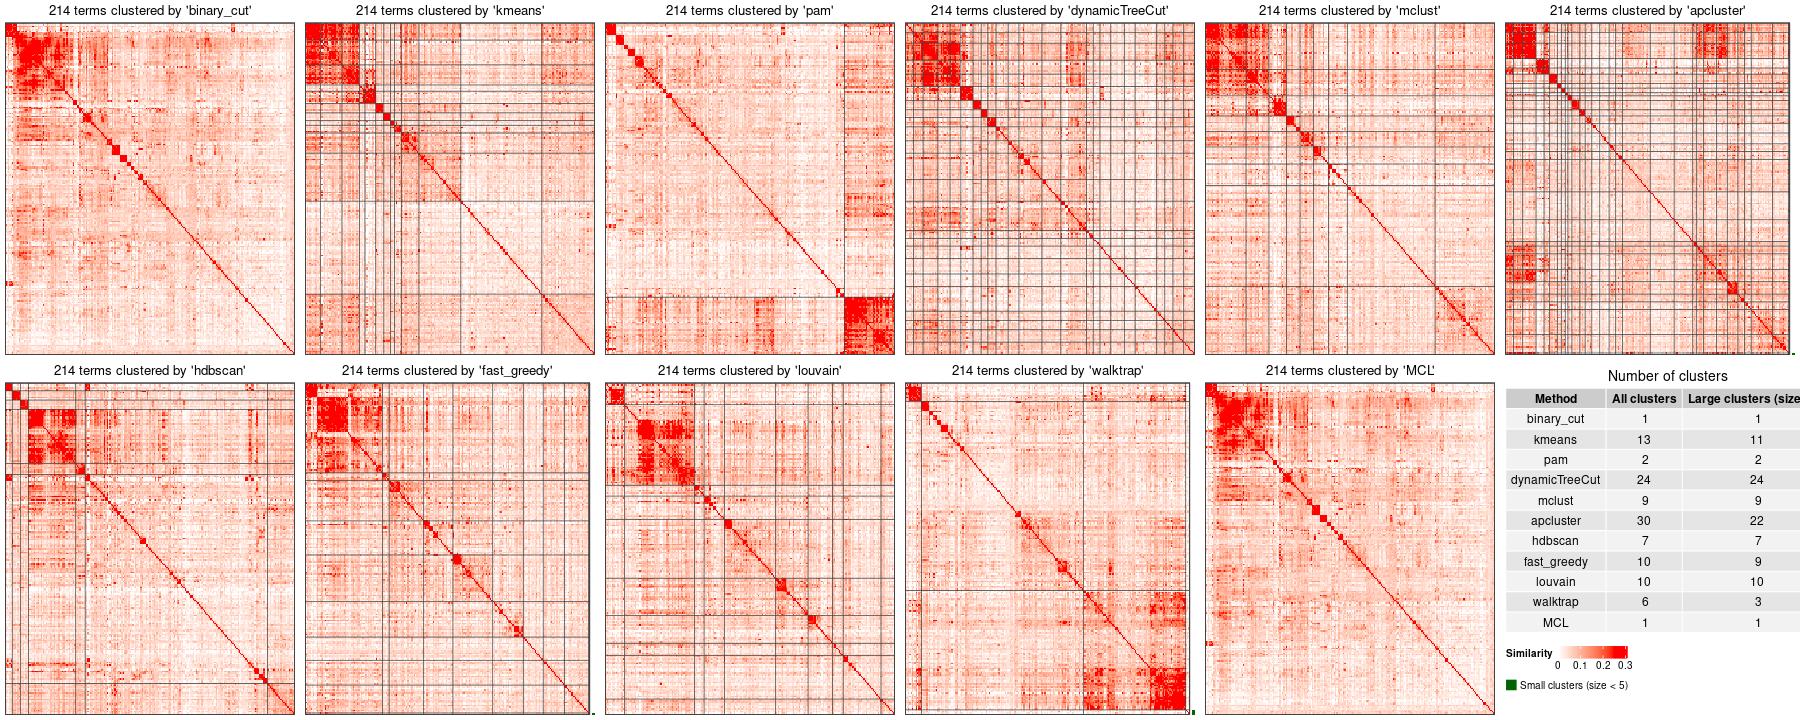 214 terms clustered by 'binary_cut'
214 terms clustered by 'kmeans'
214 terms clustered by 'pam'
214 terms clustered by 'dynamicTreeCut'
214 terms clustered by 'mclust'
214 terms clustered by 'apcluster'
214 terms clustered by 'hdbscan'
214 terms clustered by 'fast_greedy'
214 terms clustered by 'louvain'
214 terms clustered by 'walktrap'
214 terms clustered by 'MCL'
Number of clusters
Method All clusters Large clusters (size
binary_cut 1 1
kmeans 13 11
pam 2 2
dynamicTreeCut 24 24
mclust 9 9
apcluster 30 22
hdbscan 7 7
fast_greedy 10 9
louvain 10 10
walktrap 6 3
MCL 1 1
Similarity
0 0.1 0.2 0.3
Small clusters (size < 5)